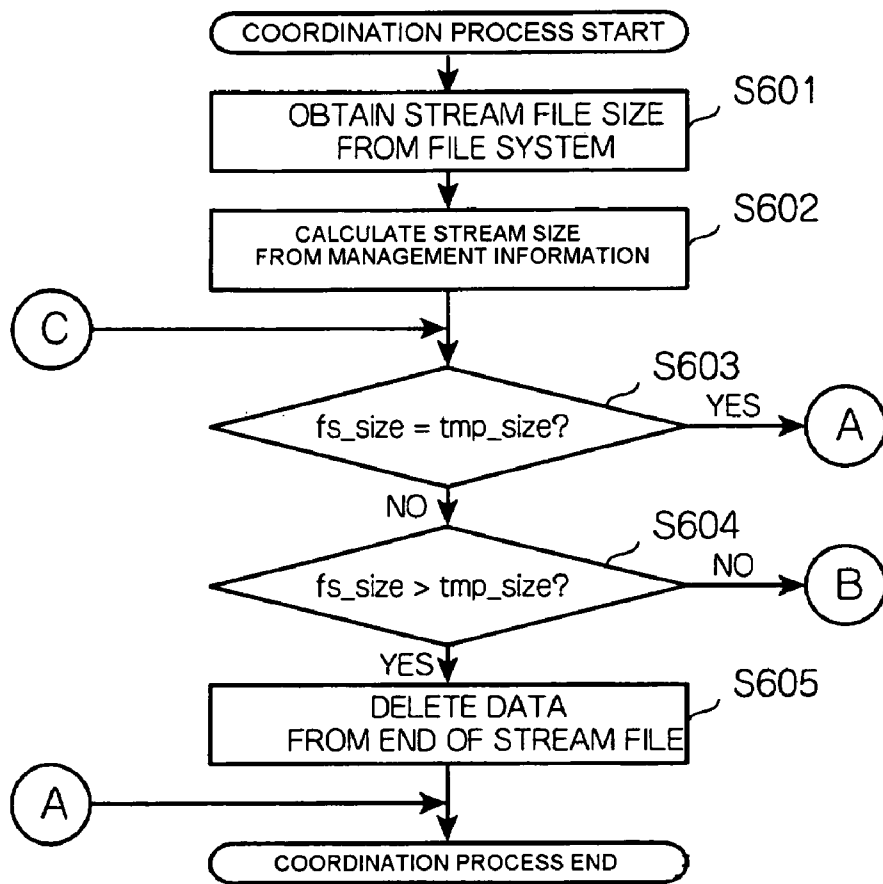 COORDINATION PROCESS START
S601
OBTAIN STREAM FILE SIZE
FROM FILE SYSTEM
S602
CALCULATE STREAM SIZE
FROM MANAGEMENT INFORMATION
C
S603
fs_size = tmp_size?
YES
A
NO
S604
fs_size > tmp_size?
NO
B
YES
S605
DELETE DATA
FROM END OF STREAM FILE
A
COORDINATION PROCESS END